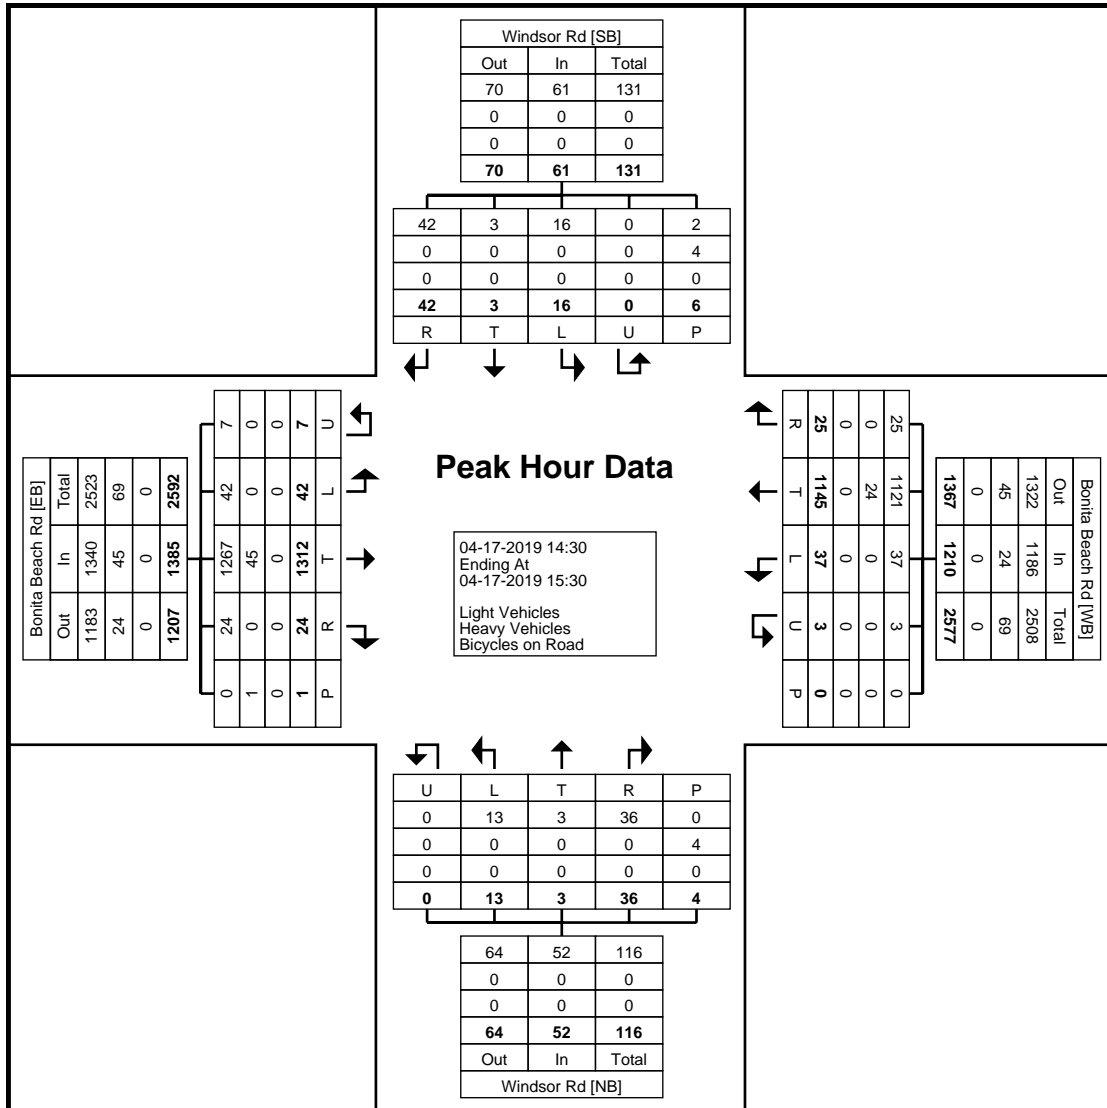 Windsor Rd [SB]
Out In Total
70 61 131
0 0 0
0 0 0
70 61 131
42 3 16 0 2
0 0 0 0 4
0 0 0 0 0
42 3 16 0 6
R T L U P
Bonita Beach Rd [EB]
Total In Out
2523 1340 1183
69 45 24
0 0 0
2592 1385 1207
7 42 1267 24 0
0 0 45 0 1
0 0 0 0 0
7 42 1312 24 1
U L T R P
Peak Hour Data
04-17-2019 14:30
Ending At
04-17-2019 15:30
Light Vehicles
Heavy Vehicles
Bicycles on Road
R T L U P
25 1145 37 3 0
0 0 0 0 0
0 24 0 0 0
25 1121 37 3 0
1367 1210 2577
0 0 0
45 24 69
1322 1186 2508
Out In Total
Bonita Beach Rd [WB]
U L T R P
0 13 3 36 0
0 0 0 0 4
0 0 0 0 0
0 13 3 36 4
64 52 116
0 0 0
0 0 0
64 52 116
Out In Total
Windsor Rd [NB]